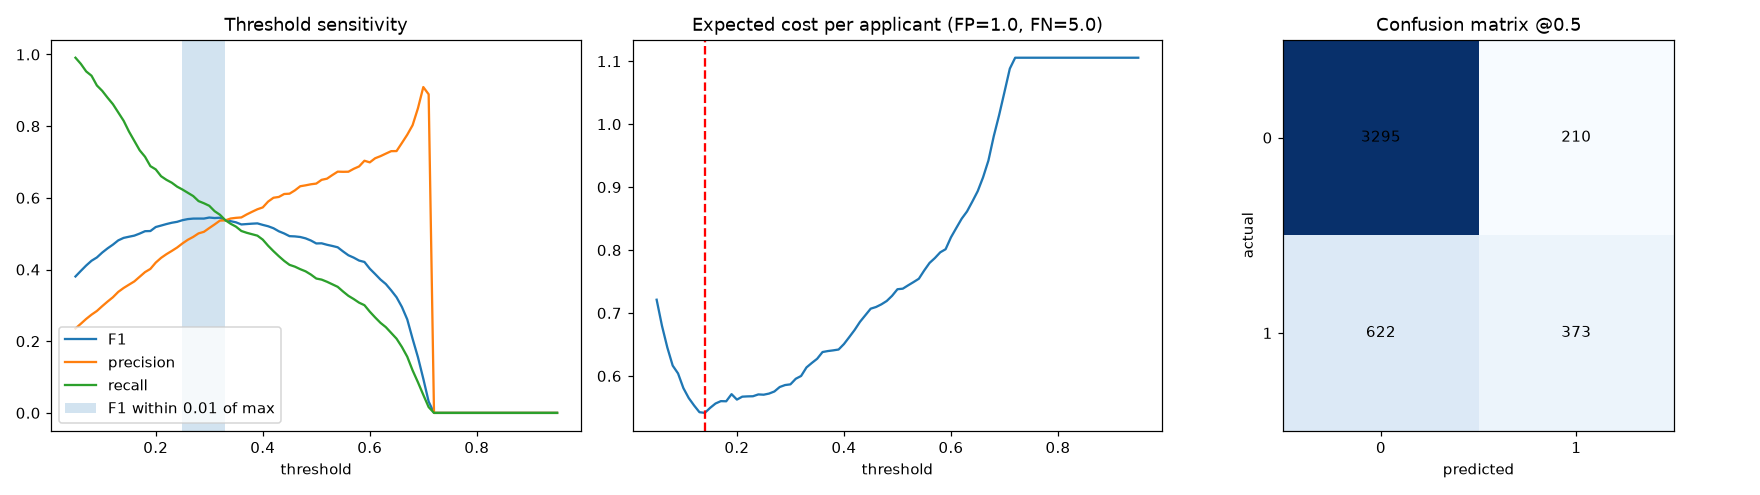 Threshold sensitivity
1.0
0.8
0.6
0.4
0.2
0.0
F1
precision
recall
F1 within 0.01 of max
0.2 0.4 0.6 0.8
threshold
Expected cost per applicant (FP=1.0, FN=5.0)
1.1
1.0
0.9
0.8
0.7
0.6
0.2 0.4 0.6 0.8
threshold
Confusion matrix @0.5
actual
0 3295 210
1 622 373
0 1
predicted